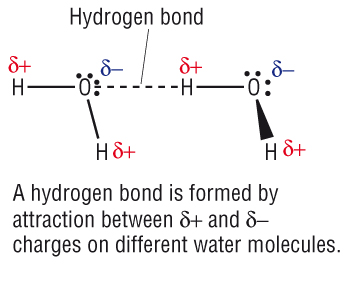 Hydrogen bond
δ+ δ− δ+ δ−
H O H O
H δ+ H δ+
A hydrogen bond is formed by
attraction between δ+ and δ−
charges on different water molecules.